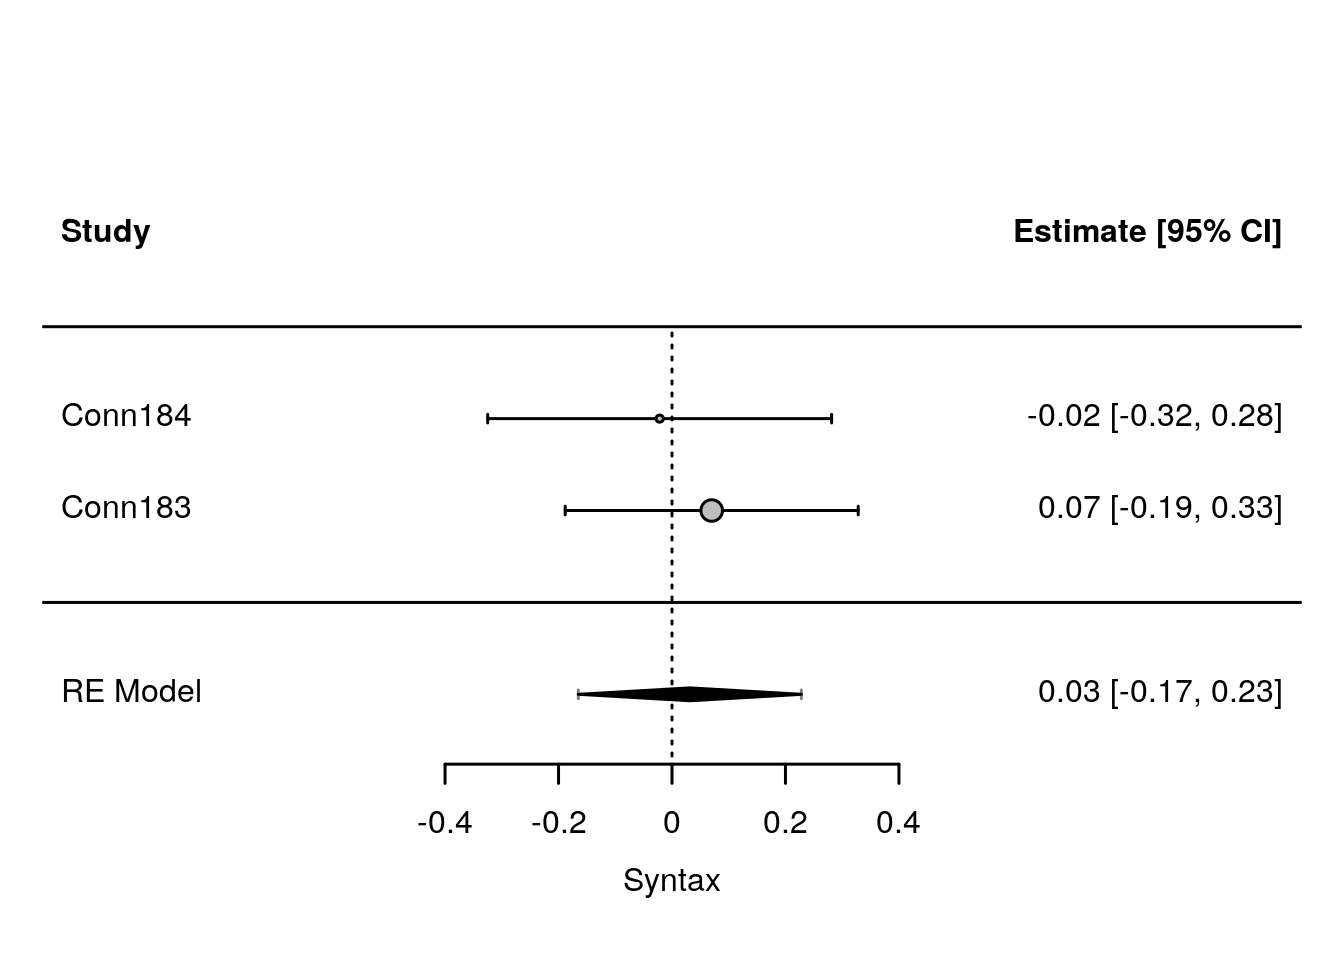 Study Estimate [95% CI]
Conn184 -0.02 [-0.32, 0.28]
Conn183 0.07 [-0.19, 0.33]
RE Model 0.03 [-0.17, 0.23]
-0.4 -0.2 0 0.2 0.4
Syntax